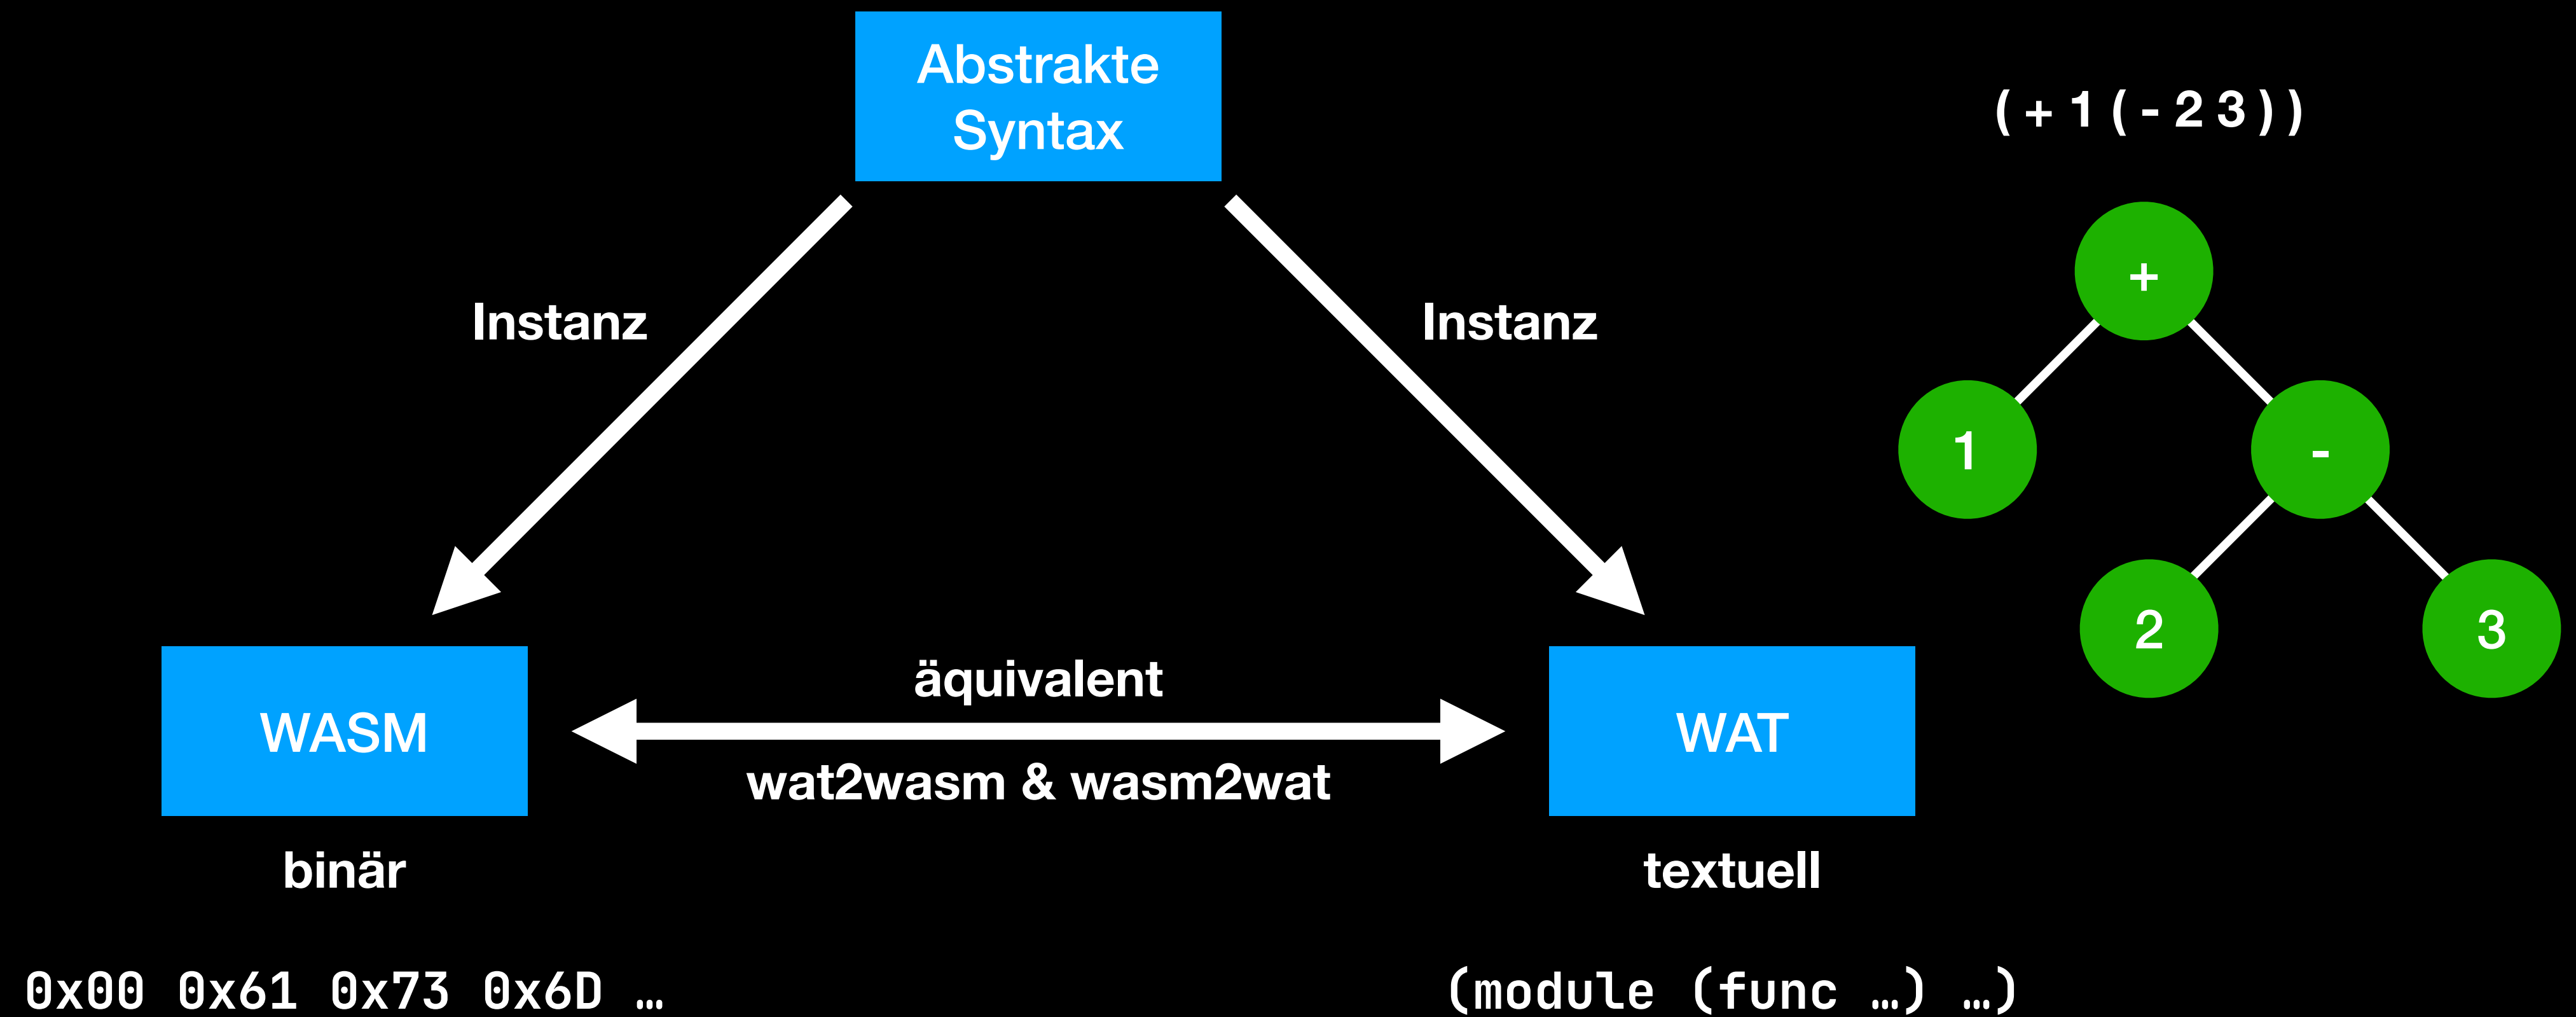 Abstrakte
Syntax
( + 1 ( - 2 3 ) )
+
Instanz
Instanz
1
-
2
3
äquivalent
WASM
WAT
wat2wasm & wasm2wat
binär
textuell
0x00 0x61 0x73 0x6D …
(module (func …) …)